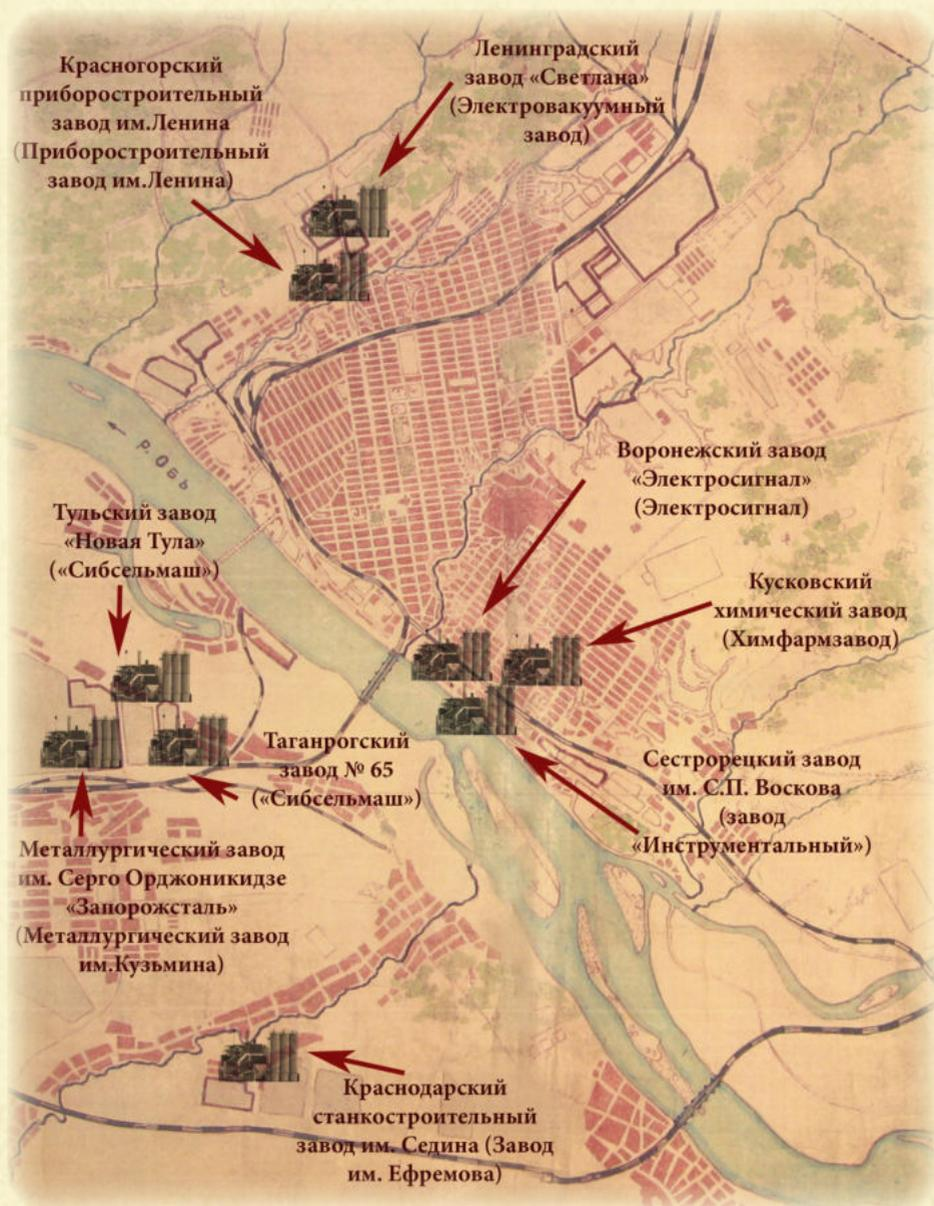 Красногорский
приборостроительный
завод им.Ленина
(Приборостроительный
завод им.Ленина)
Ленинградский
завод «Светлана»
(Электровакуумный
завод)
р. Обь
Воронежский завод
«Электросигнал»
(Электросигнал)
Тульский завод
«Новая Тула»
(«Сибсельмаш»)
Кусковский
химический завод
(Химфармзавод)
Таганрогский
завод № 65
(«Сибсельмаш»)
Сестрорецкий завод
им. С.П. Воскова
(завод
«Инструментальный»)
Металлургический завод
им. Серго Орджоникидзе
«Запорожсталь»
(Металлургический завод
им.Кузьмина)
Краснодарский
станкостроительный
завод им. Седина (Завод
им. Ефремова)